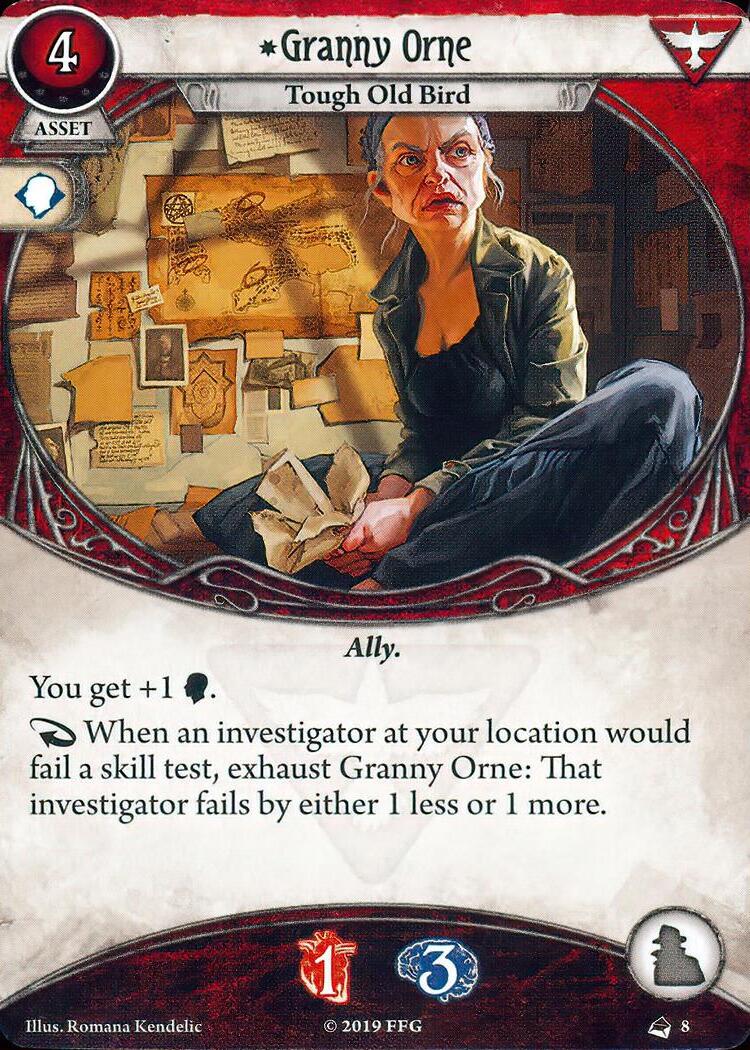 4
Granny Orne
Tough Old Bird
ASSET
Ally.
You get +1 .
When an investigator at your location would
fail a skill test, exhaust Granny Orne: That
investigator fails by either 1 less or 1 more.
1 3
Illus. Romana Kendelic © 2019 FFG 8